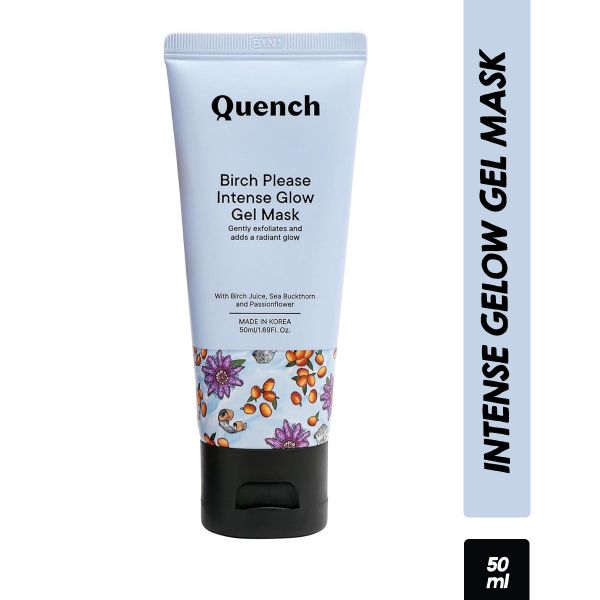 BYN1
Quench
Birch Please
Intense Glow
Gel Mask
Gently exfoliates and
adds a radiant glow
With Birch Juice, Sea Buckthorn
and Passionflower
MADE IN KOREA
50ml/1.69Fl. Oz.
INTENSE GELOW GEL MASK
50
ml